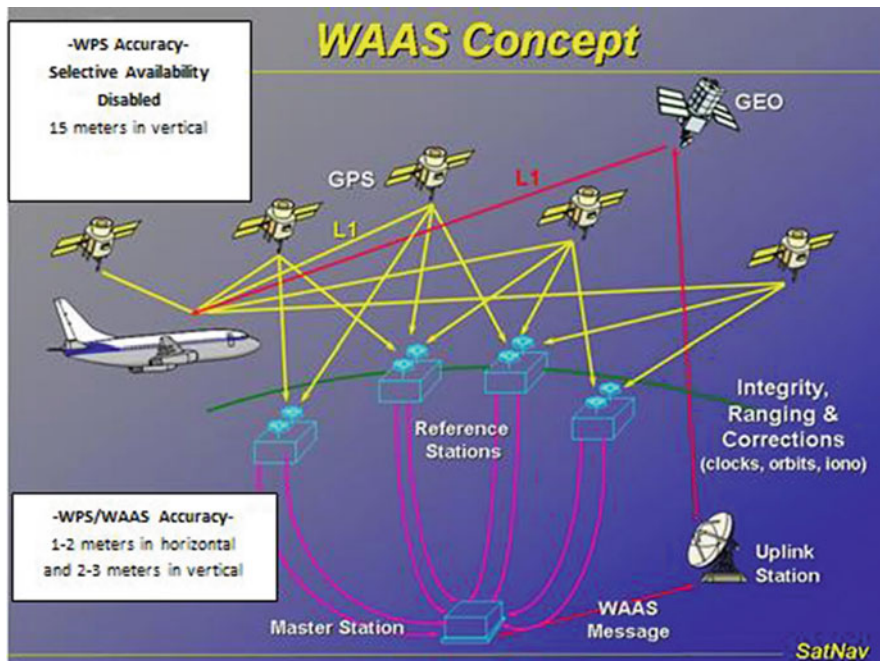 -WPS Accuracy-
Selective Availability
Disabled
15 meters in vertical
WAAS Concept
GEO
GPS
L1
L1
Integrity,
Ranging &
Corrections
(clocks, orbits, iono)
Reference
Stations
-WPS/WAAS Accuracy-
1-2 meters in horizontal
and 2-3 meters in vertical
Uplink
Station
Master Station
WAAS
Message
SatNav